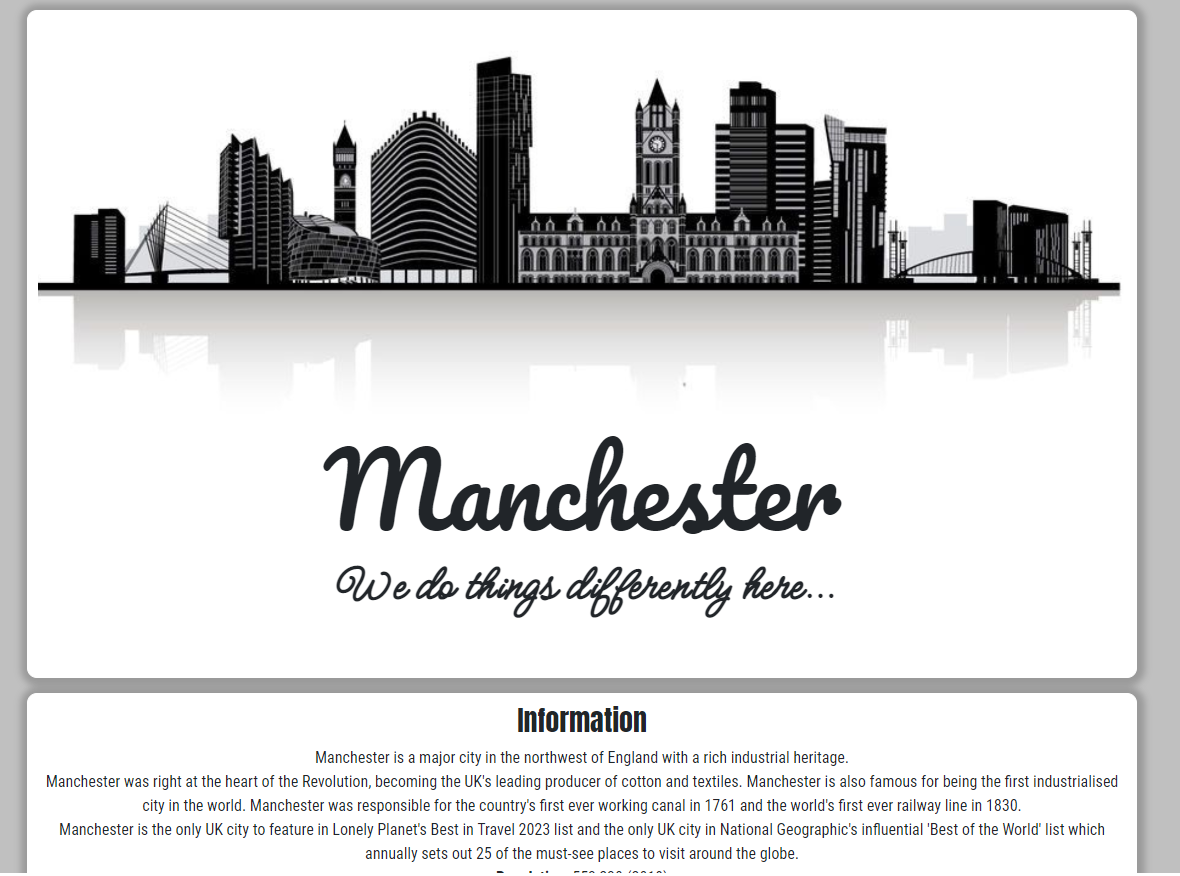 Manchester
We do things differently here...
Information
Manchester is a major city in the northwest of England with a rich industrial heritage.
Manchester was right at the heart of the Revolution, becoming the UK's leading producer of cotton and textiles. Manchester is also famous for being the first industrialised
city in the world. Manchester was responsible for the country's first ever working canal in 1761 and the world's first ever railway line in 1830.
Manchester is the only UK city to feature in Lonely Planet's Best in Travel 2023 list and the only UK city in National Geographic's influential 'Best of the World' list which
annually sets out 25 of the must-see places to visit around the globe.